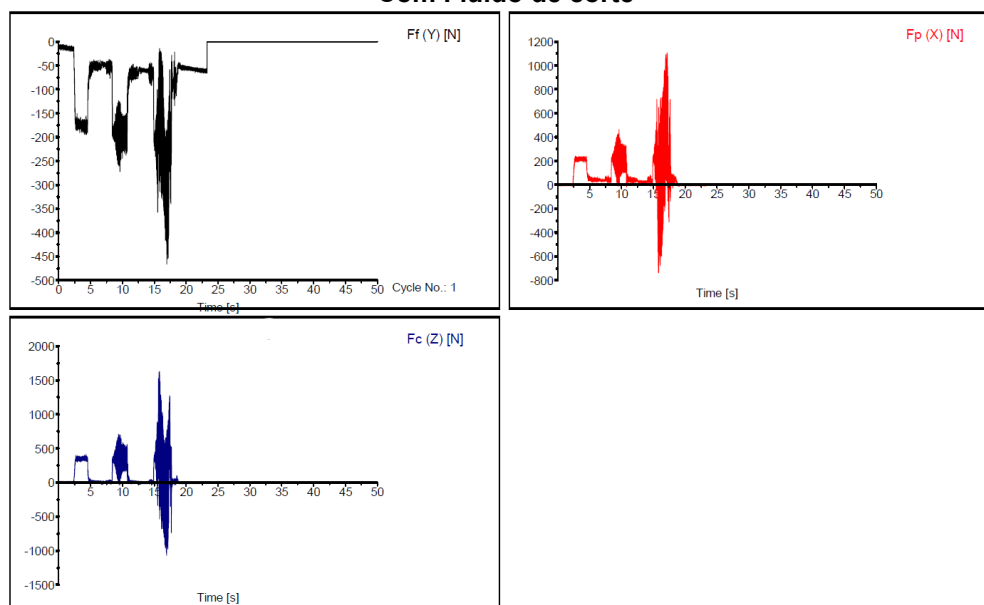 Com Fluido de corte
Ff (Y) [N]
0
-50
-100
-150
-200
-250
-300
-350
-400
-450
-500
0 5 10 15 20 25 30 35 40 45 50
Cycle No.: 1
Time [s]
Fp (X) [N]
1200
1000
800
600
400
200
0
-200
-400
-600
-800
5 10 15 20 25 30 35 40 45 50
Time [s]
Fc (Z) [N]
2000
1500
1000
500
0
-500
-1000
-1500
5 10 15 20 25 30 35 40 45 50
Time [s]